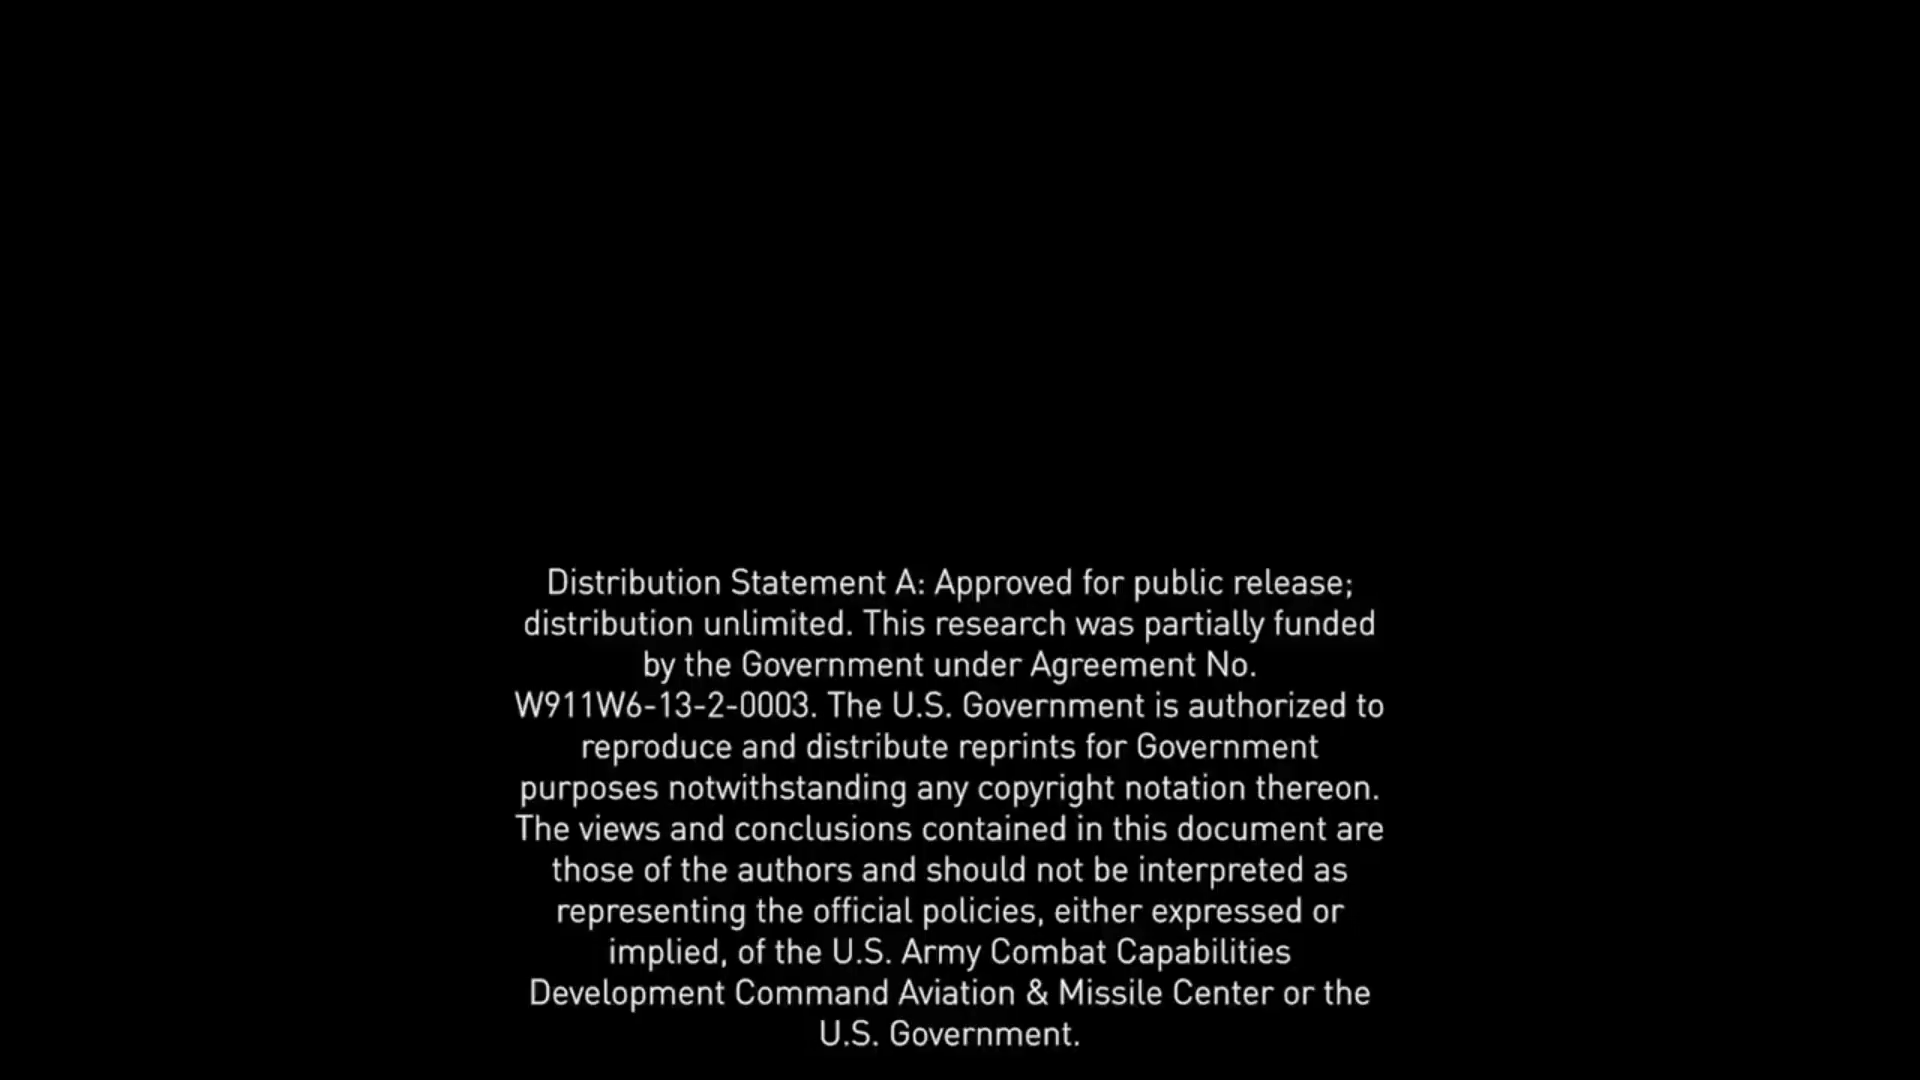 Distribution Statement A: Approved for public release;
distribution unlimited. This research was partially funded
by the Government under Agreement No.
W911W6-13-2-0003. The U.S. Government is authorized to
reproduce and distribute reprints for Government
purposes notwithstanding any copyright notation thereon.
The views and conclusions contained in this document are
those of the authors and should not be interpreted as
representing the official policies, either expressed or
implied, of the U.S. Army Combat Capabilities
Development Command Aviation & Missile Center or the
U.S. Government.